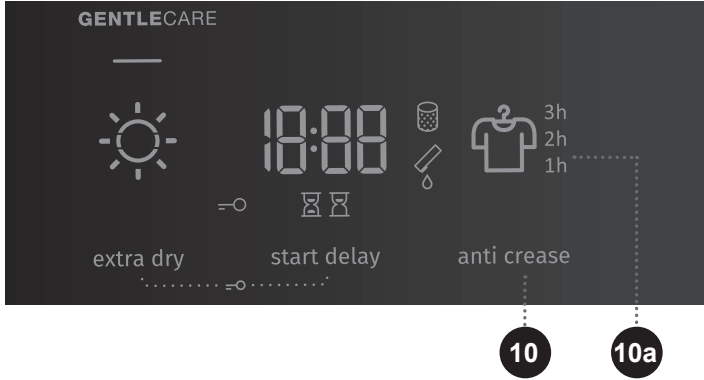 GENTLECARE
18:88
3h
2h
1h
extra dry
start delay
anti crease
10
10a